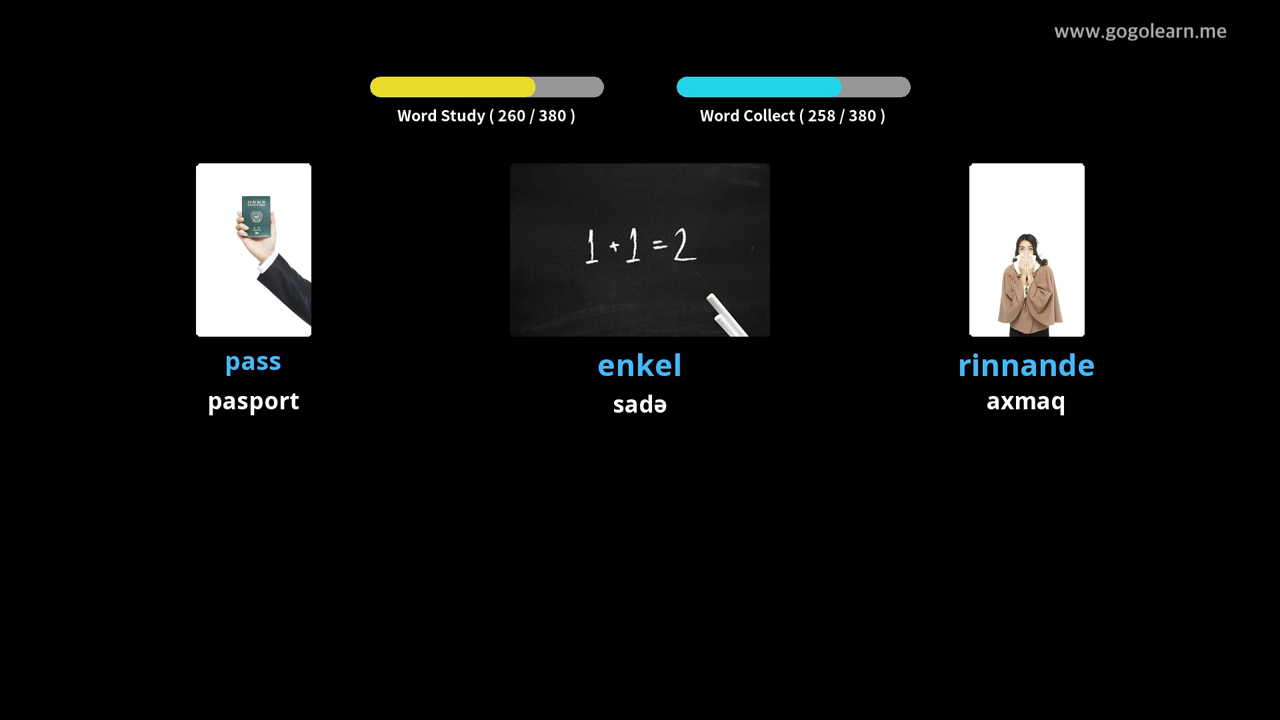 www.gogolearn.me
Word Study ( 260 / 380 )
Word Collect ( 258 / 380 )
1 + 1 = 2
pass
enkel
rinnande
pasport
sadə
axmaq